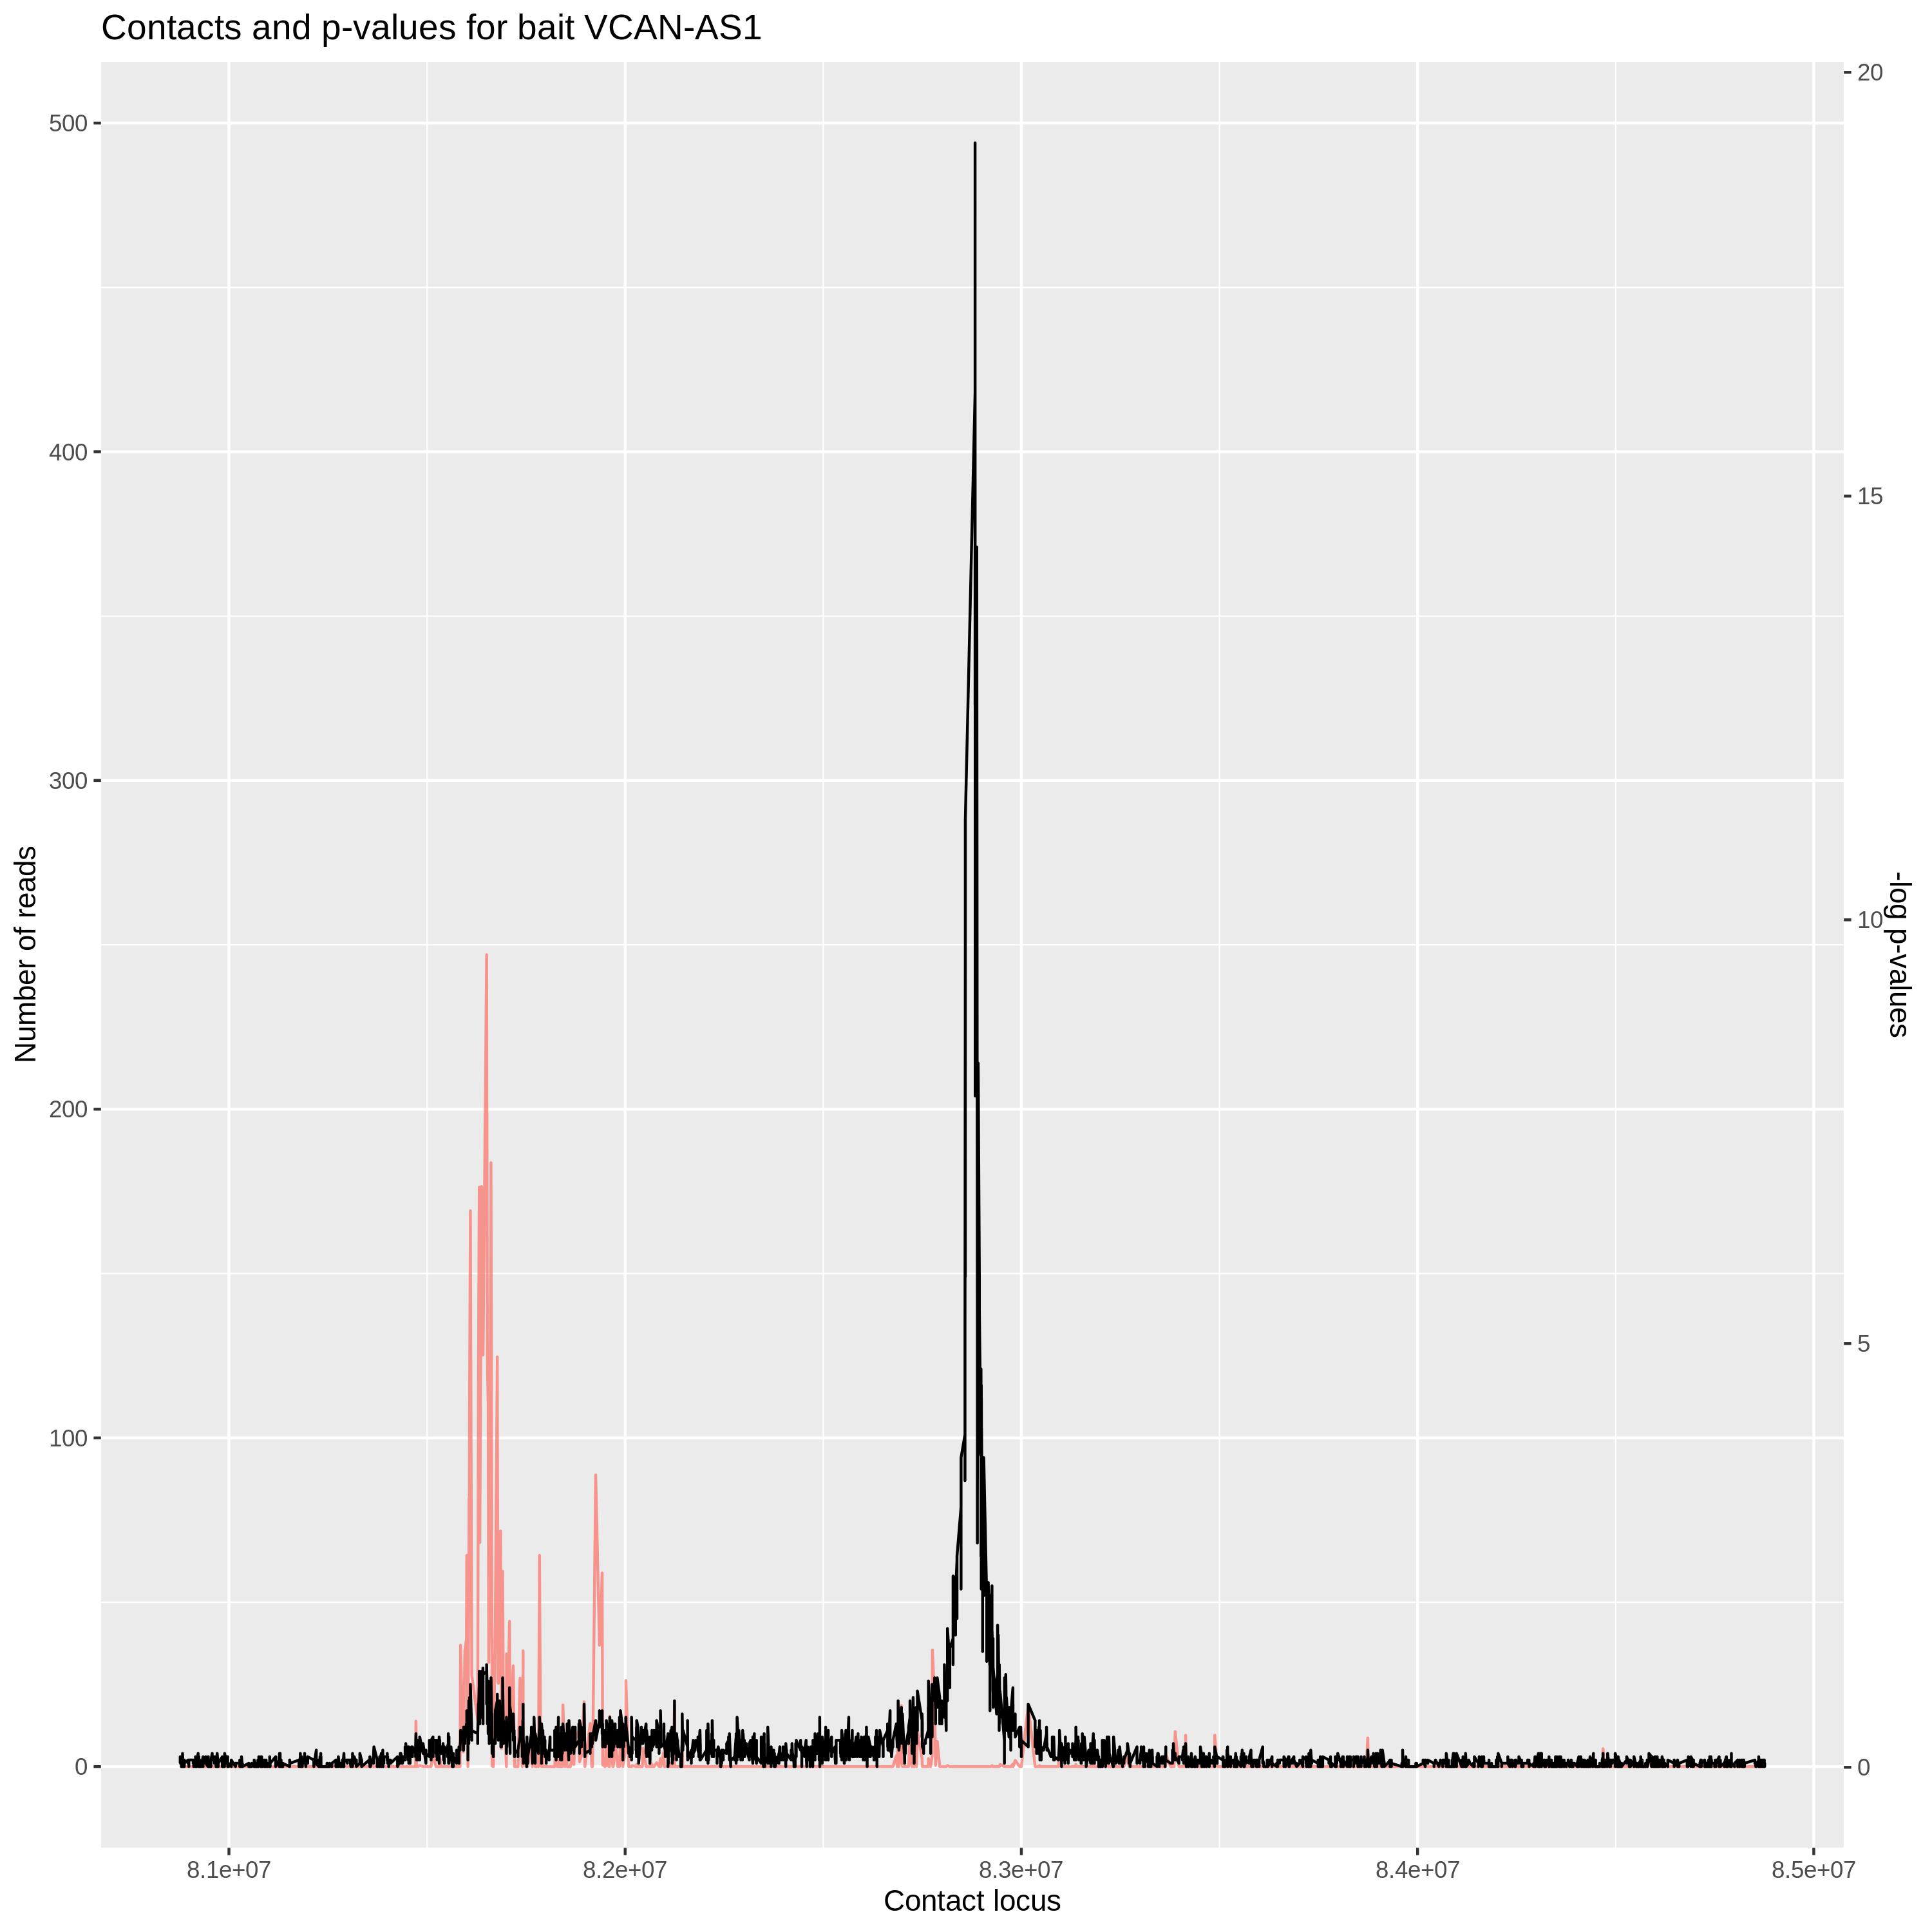 Contacts and p-values for bait VCAN-AS1
500
400
300
200
100
0
Number of reads
20
15
10
5
0
-log p-values
8.1e+07
8.2e+07
8.3e+07
8.4e+07
8.5e+07
Contact locus